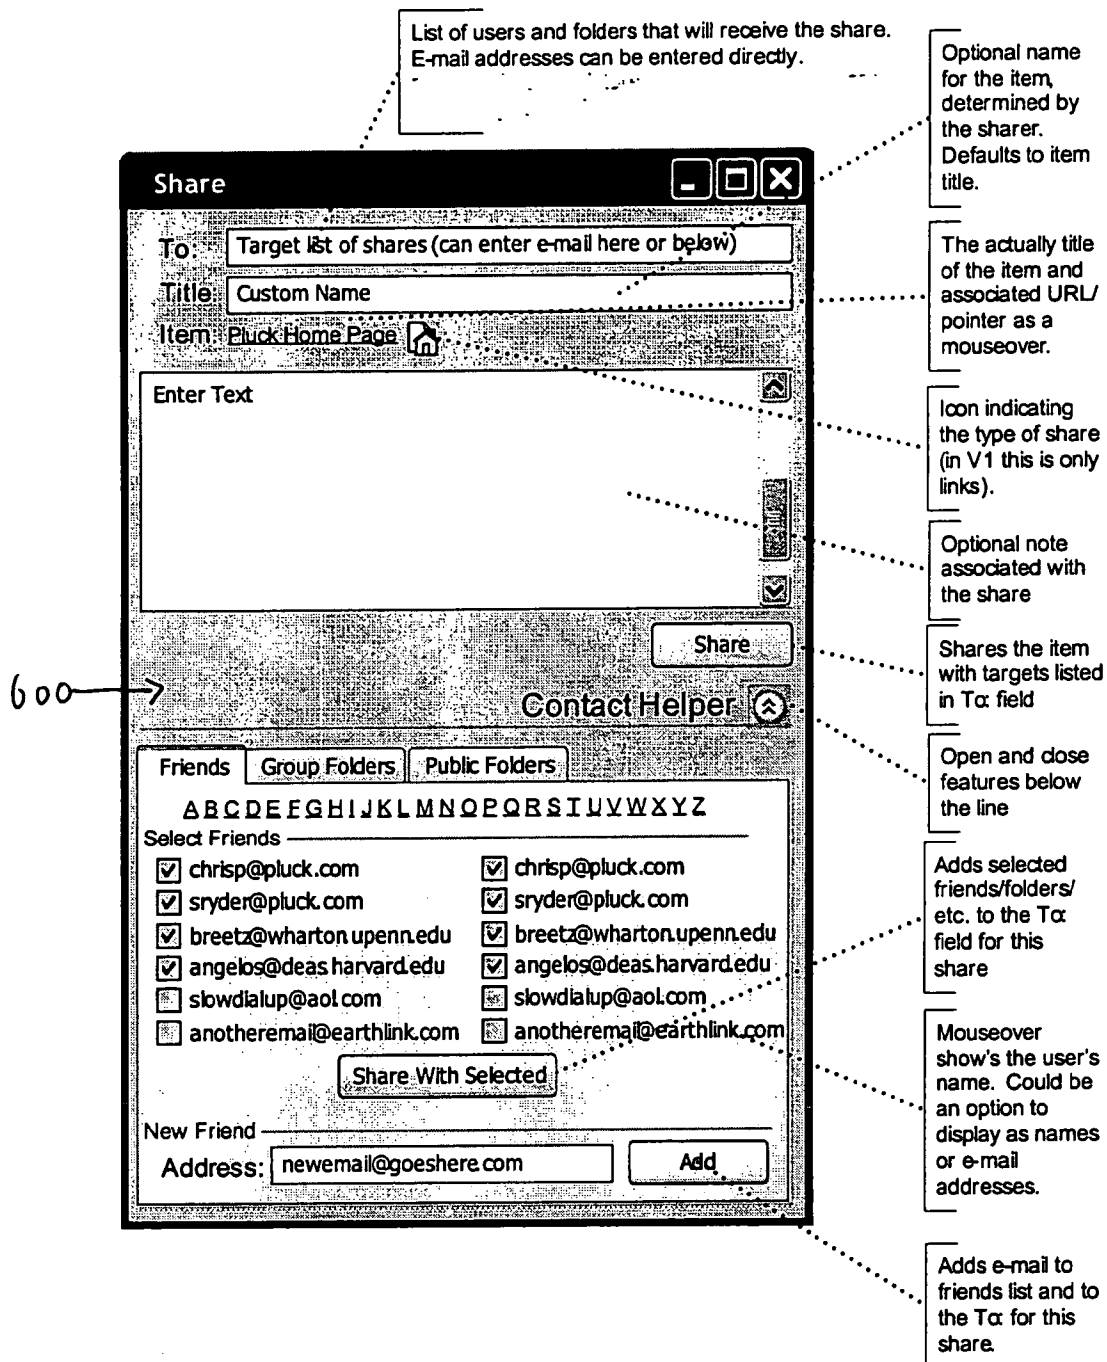 List of users and folders that will receive the share.
E-mail addresses can be entered directly.
Optional name
for the item,
determined by
the sharer.
Defaults to item
title.
Share
To: Target list of shares (can enter e-mail here or below)
Title: Custom Name
Item: Pluck Home Page
The actually title
of the item and
associated URL/
pointer as a
mouseover.
Enter Text
Icon indicating
the type of share
(in V1 this is only
links).
Optional note
associated with
the share
Share
Shares the item
with targets listed
in To: field
600
Contact Helper
Open and close
features below
the line
Friends Group Folders Public Folders
A B C D E F G H I J K L M N O P Q R S T U V W X Y Z
Select Friends
chrisp@pluck.com chrisp@pluck.com
sryder@pluck.com sryder@pluck.com
breetz@wharton.upenn.edu breetz@wharton.upenn.edu
angelos@deas.harvard.edu angelos@deas.harvard.edu
slowdialup@aol.com slowdialup@aol.com
anotheremail@earthlink.com anotheremail@earthlink.com
Adds selected
friends/folders/
etc. to the To:
field for this
share
Share With Selected
Mouseover
show's the user's
name. Could be
an option to
display as names
or e-mail
addresses.
New Friend
Address: newemail@goeshere.com Add
Adds e-mail to
friends list and to
the To: for this
share.